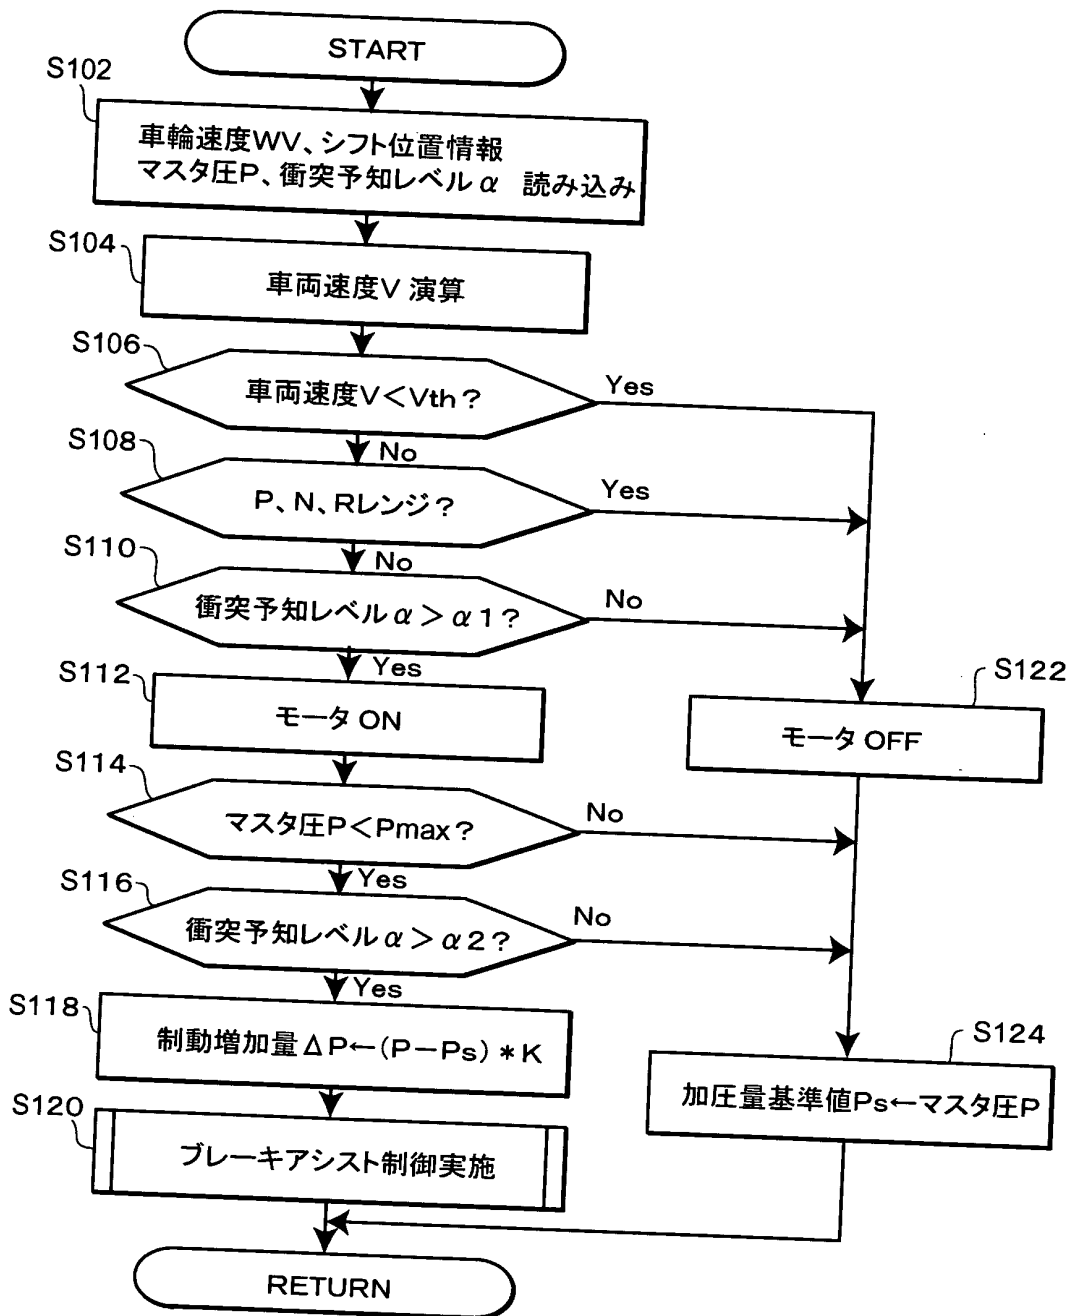 START
S102
車輪速度WV、シフト位置情報
マスタ圧P、衝突予知レベルα 読み込み
S104
車両速度V 演算
S106
車両速度V<Vth?
Yes
No
S108
P、N、Rレンジ?
Yes
No
S110
衝突予知レベルα>α1?
No
Yes
S112
モータ ON
S122
モータ OFF
S114
マスタ圧P<Pmax?
No
Yes
S116
衝突予知レベルα>α2?
No
Yes
S118
制動増加量ΔP←(P-Ps)*K
S124
加圧量基準値Ps←マスタ圧P
S120
ブレーキアシスト制御実施
RETURN